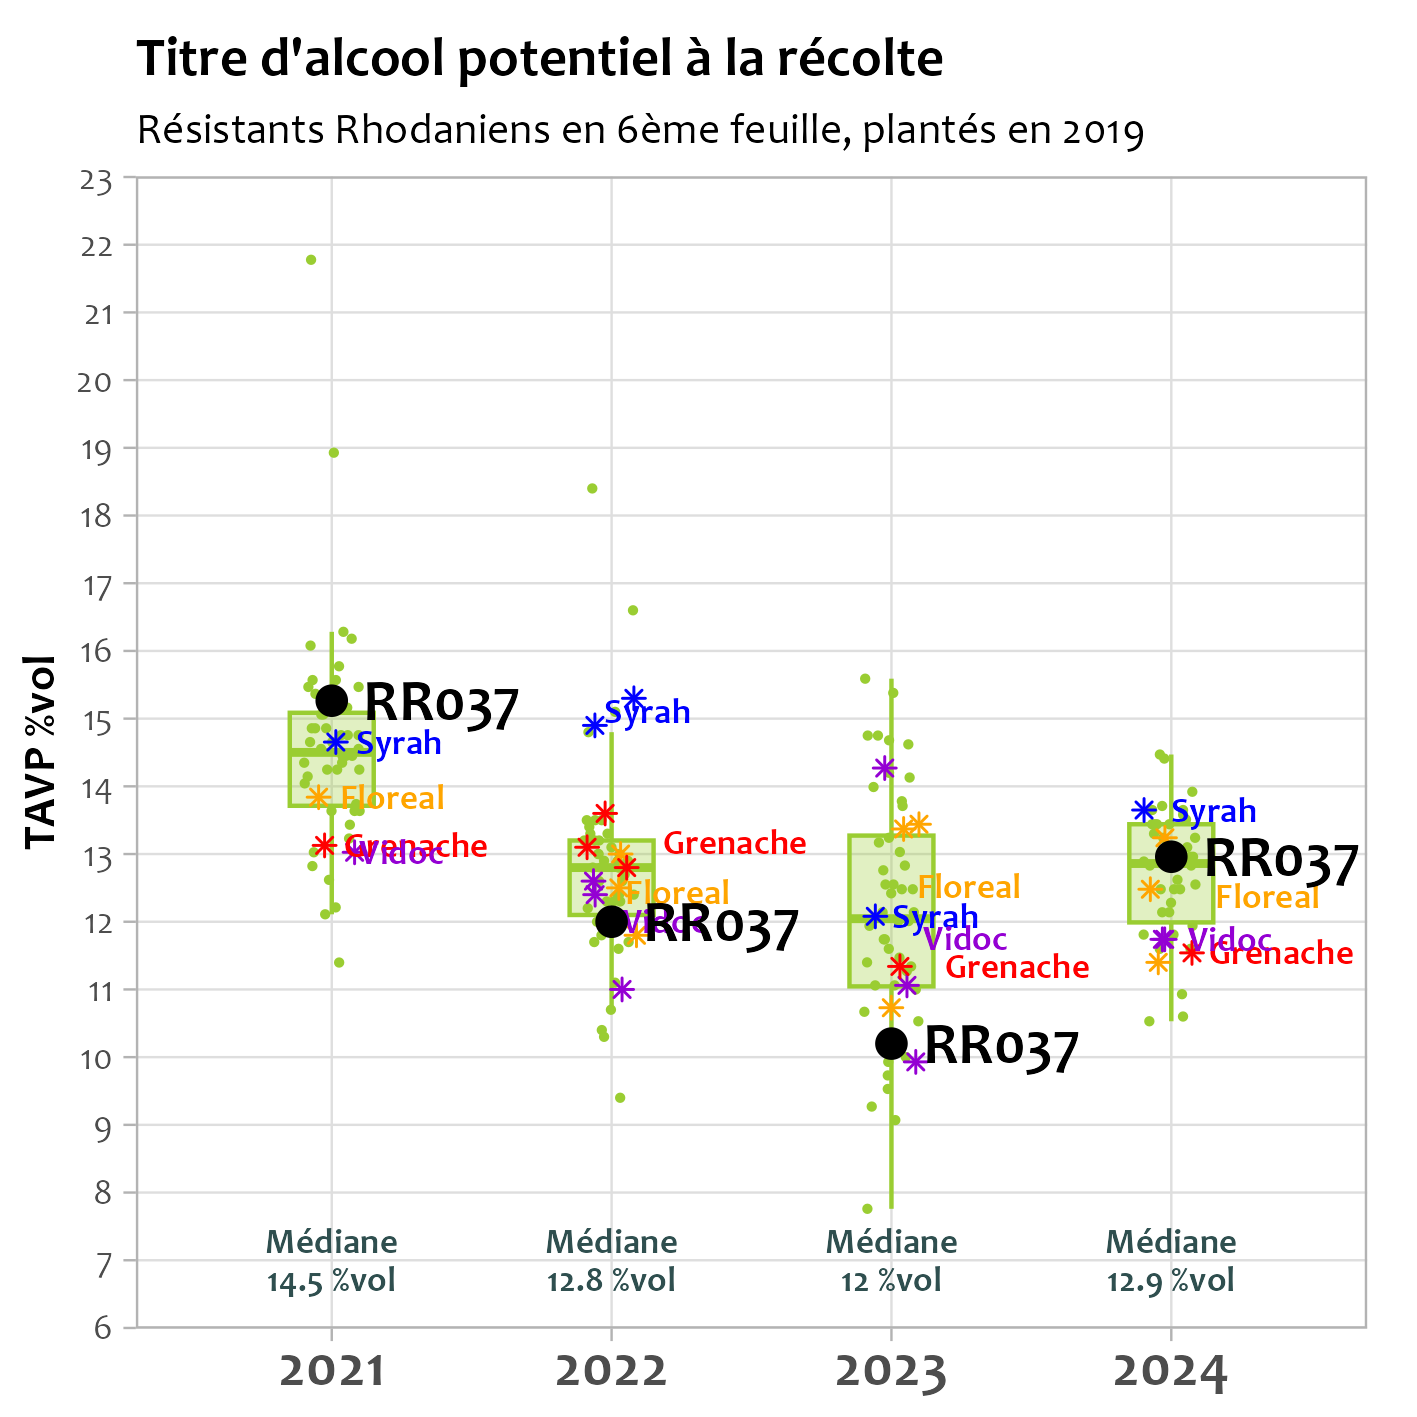 Titre d'alcool potentiel à la récolte
Résistants Rhodaniens en 6ème feuille, plantés en 2019
TAVP %vol
23
22
21
20
19
18
17
16
15
14
13
12
11
10
9
8
7
6
RR037
Syrah
Floreal
Grenache
Vidoc
Syrah
Grenache
Floreal
Vidoc
RR037
Floreal
Syrah
Vidoc
Grenache
RR037
Syrah
RR037
Floreal
Vidoc
Grenache
Médiane
14.5 %vol
Médiane
12.8 %vol
Médiane
12 %vol
Médiane
12.9 %vol
2021
2022
2023
2024